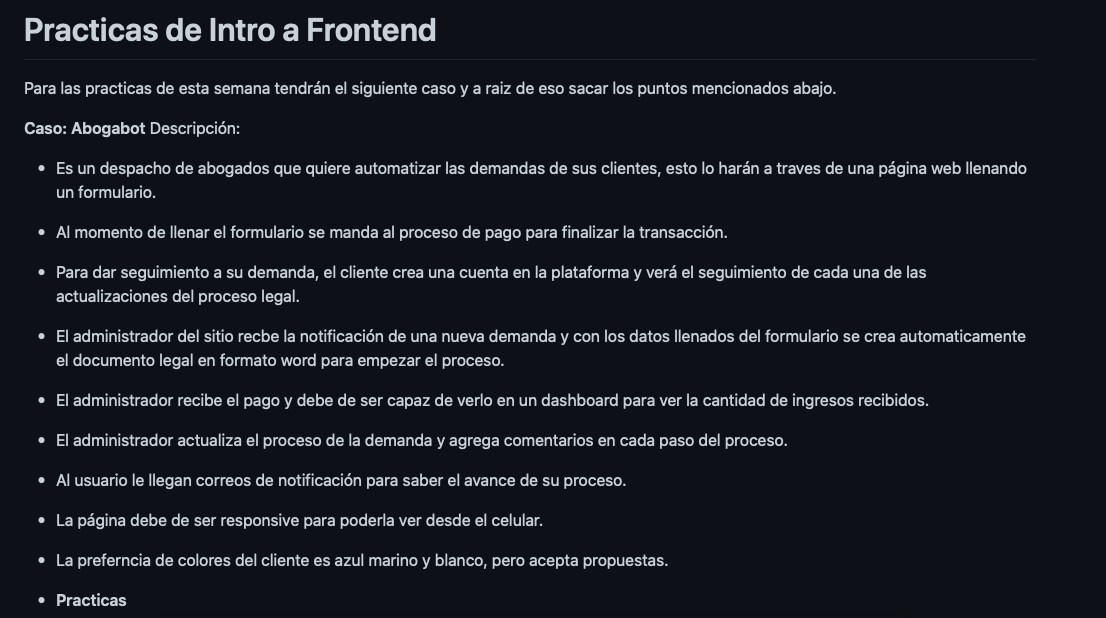 Practicas de Intro a Frontend
Para las practicas de esta semana tendrán el siguiente caso y a raiz de eso sacar los puntos mencionados abajo.
Caso: Abogabot Descripción:
• Es un despacho de abogados que quiere automatizar las demandas de sus clientes, esto lo harán a traves de una página web llenando
un formulario.
• Al momento de llenar el formulario se manda al proceso de pago para finalizar la transacción.
• Para dar seguimiento a su demanda, el cliente crea una cuenta en la plataforma y verá el seguimiento de cada una de las
actualizaciones del proceso legal.
• El administrador del sitio recbe la notificación de una nueva demanda y con los datos llenados del formulario se crea automaticamente
el documento legal en formato word para empezar el proceso.
• El administrador recibe el pago y debe de ser capaz de verlo en un dashboard para ver la cantidad de ingresos recibidos.
• El administrador actualiza el proceso de la demanda y agrega comentarios en cada paso del proceso.
• Al usuario le llegan correos de notificación para saber el avance de su proceso.
• La página debe de ser responsive para poderla ver desde el celular.
• La preferncia de colores del cliente es azul marino y blanco, pero acepta propuestas.
• Practicas